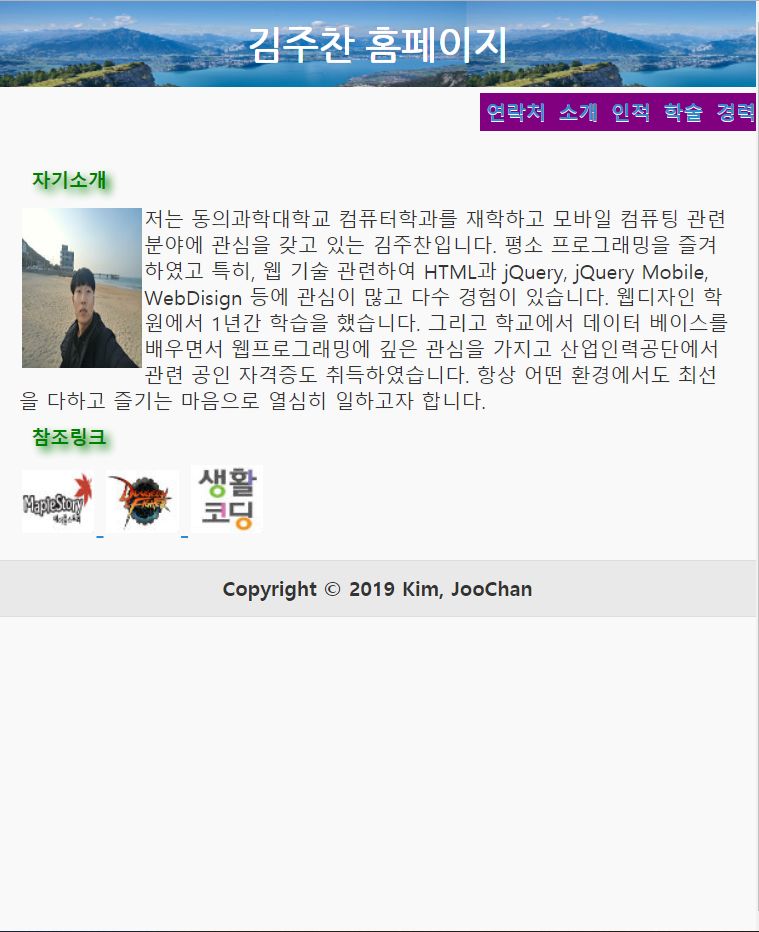 김주찬 홈페이지
연락처 소개 인적 학술 경력
자기소개
저는 동의과학대학교 컴퓨터학과를 재학하고 모바일 컴퓨팅 관련
분야에 관심을 갖고 있는 김주찬입니다. 평소 프로그래밍을 즐겨
하였고 특히, 웹 기술 관련하여 HTML과 jQuery, jQuery Mobile,
WebDisign 등에 관심이 많고 다수 경험이 있습니다. 웹디자인 학
원에서 1년간 학습을 했습니다. 그리고 학교에서 데이터 베이스를
배우면서 웹프로그래밍에 깊은 관심을 가지고 산업인력공단에서
관련 공인 자격증도 취득하였습니다. 항상 어떤 환경에서도 최선
을 다하고 즐기는 마음으로 열심히 일하고자 합니다.
참조링크
MapleStory
메이플스토리
생활
코딩
Copyright © 2019 Kim, JooChan